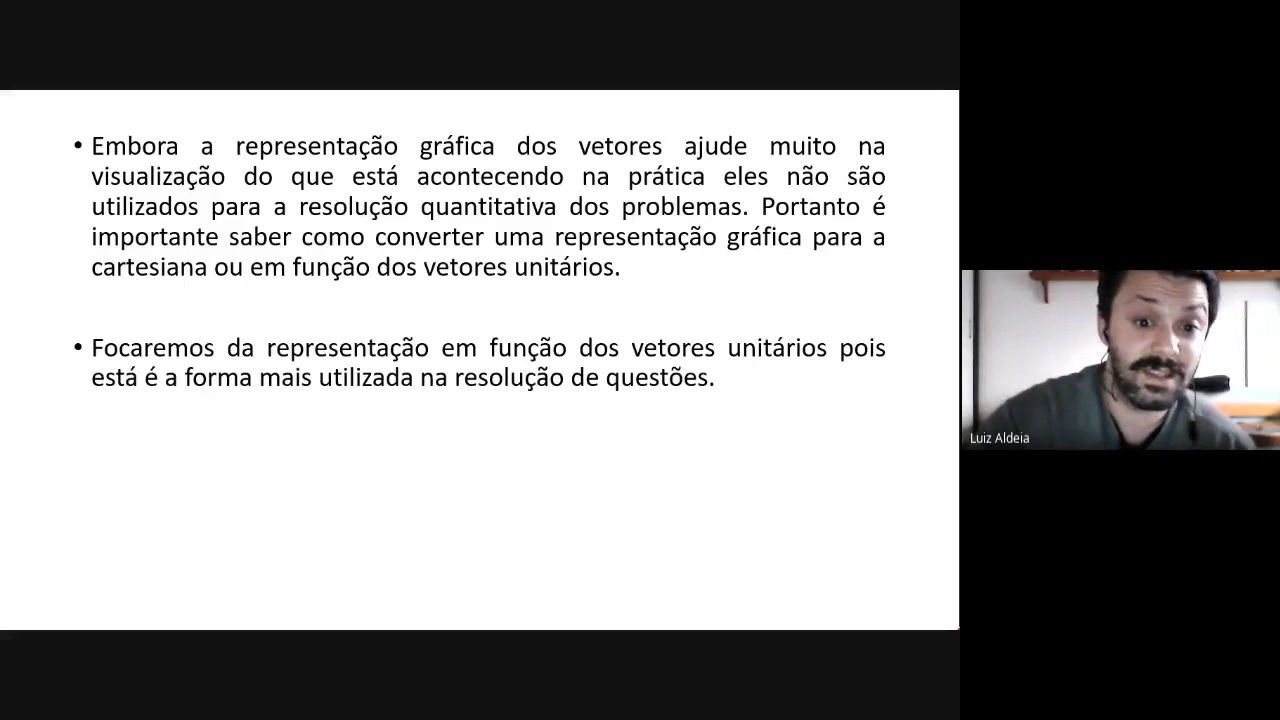 • Embora a representação gráfica dos vetores ajude muito na
visualização do que está acontecendo na prática eles não são
utilizados para a resolução quantitativa dos problemas. Portanto é
importante saber como converter uma representação gráfica para a
cartesiana ou em função dos vetores unitários.
• Focaremos da representação em função dos vetores unitários pois
está é a forma mais utilizada na resolução de questões.
Luiz Aldeia